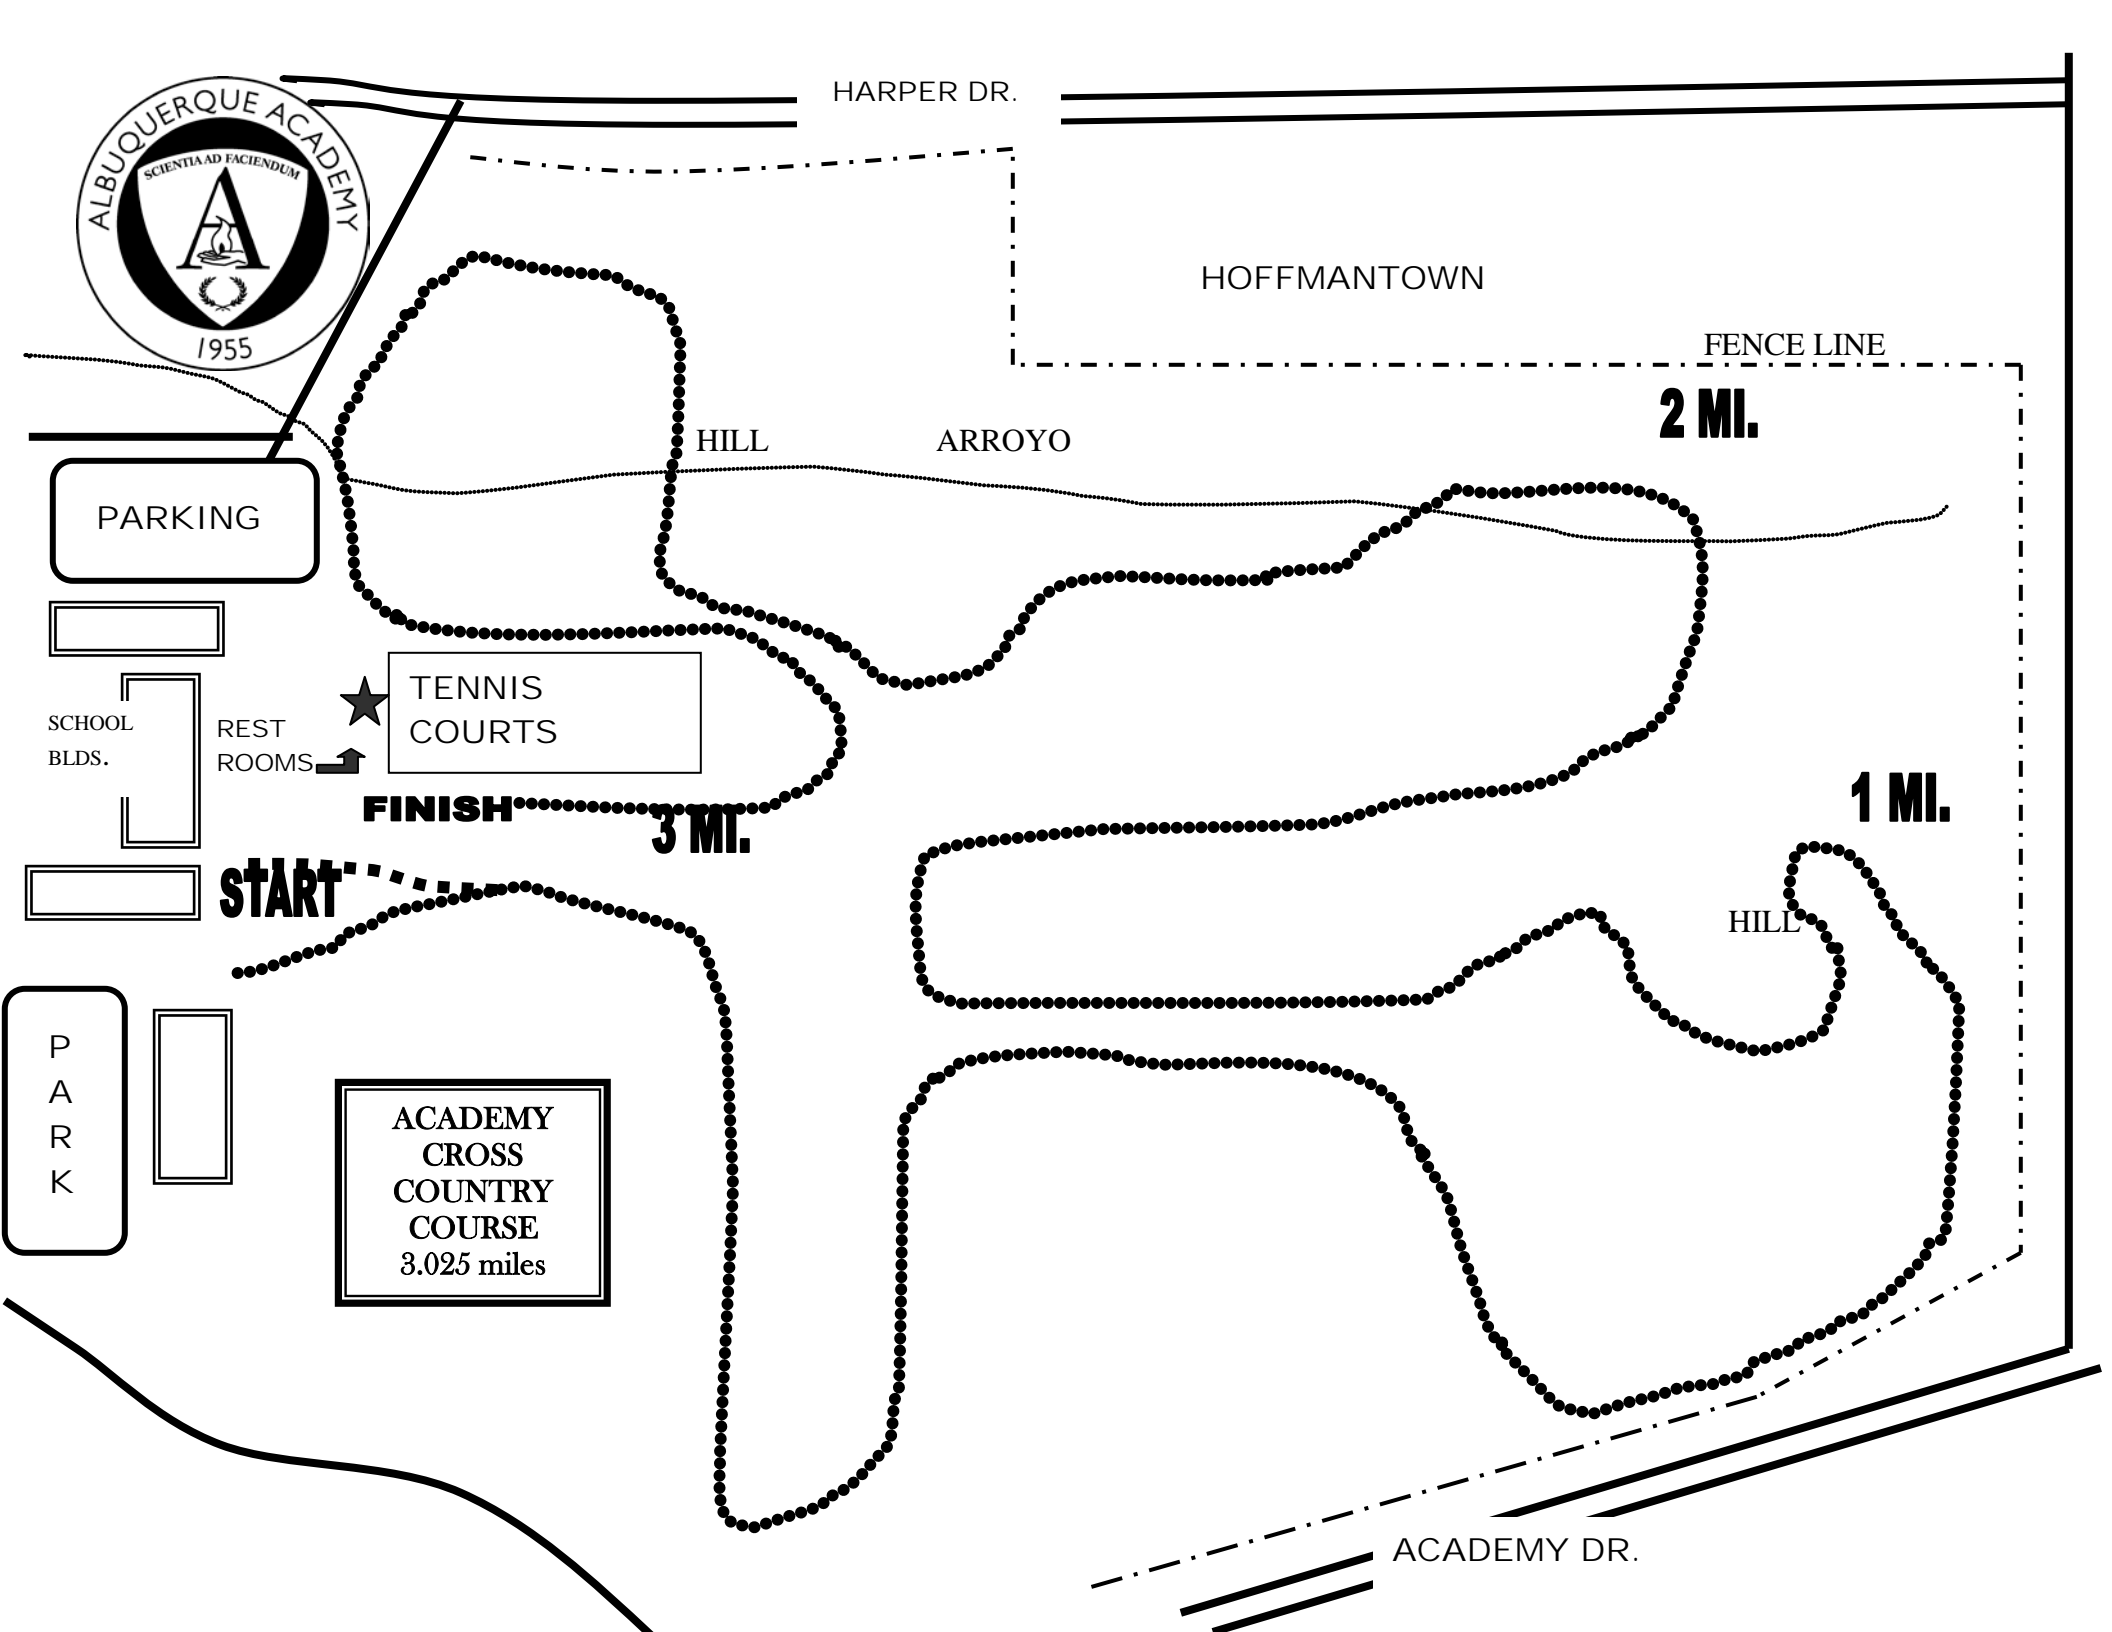 HARPER DR.
ALBUQUERQUE ACADEMY
SCIENTIA AD FACIENDUM
A
1955
HOFFMANTOWN
FENCE LINE
2 MI.
HILL
ARROYO
PARKING
TENNIS
COURTS
SCHOOL
BLDS.
REST
ROOMS
1 MI.
FINISH
3 MI.
START
HILL
P
A
R
K
ACADEMY
CROSS
COUNTRY
COURSE
3.025 miles
ACADEMY DR.